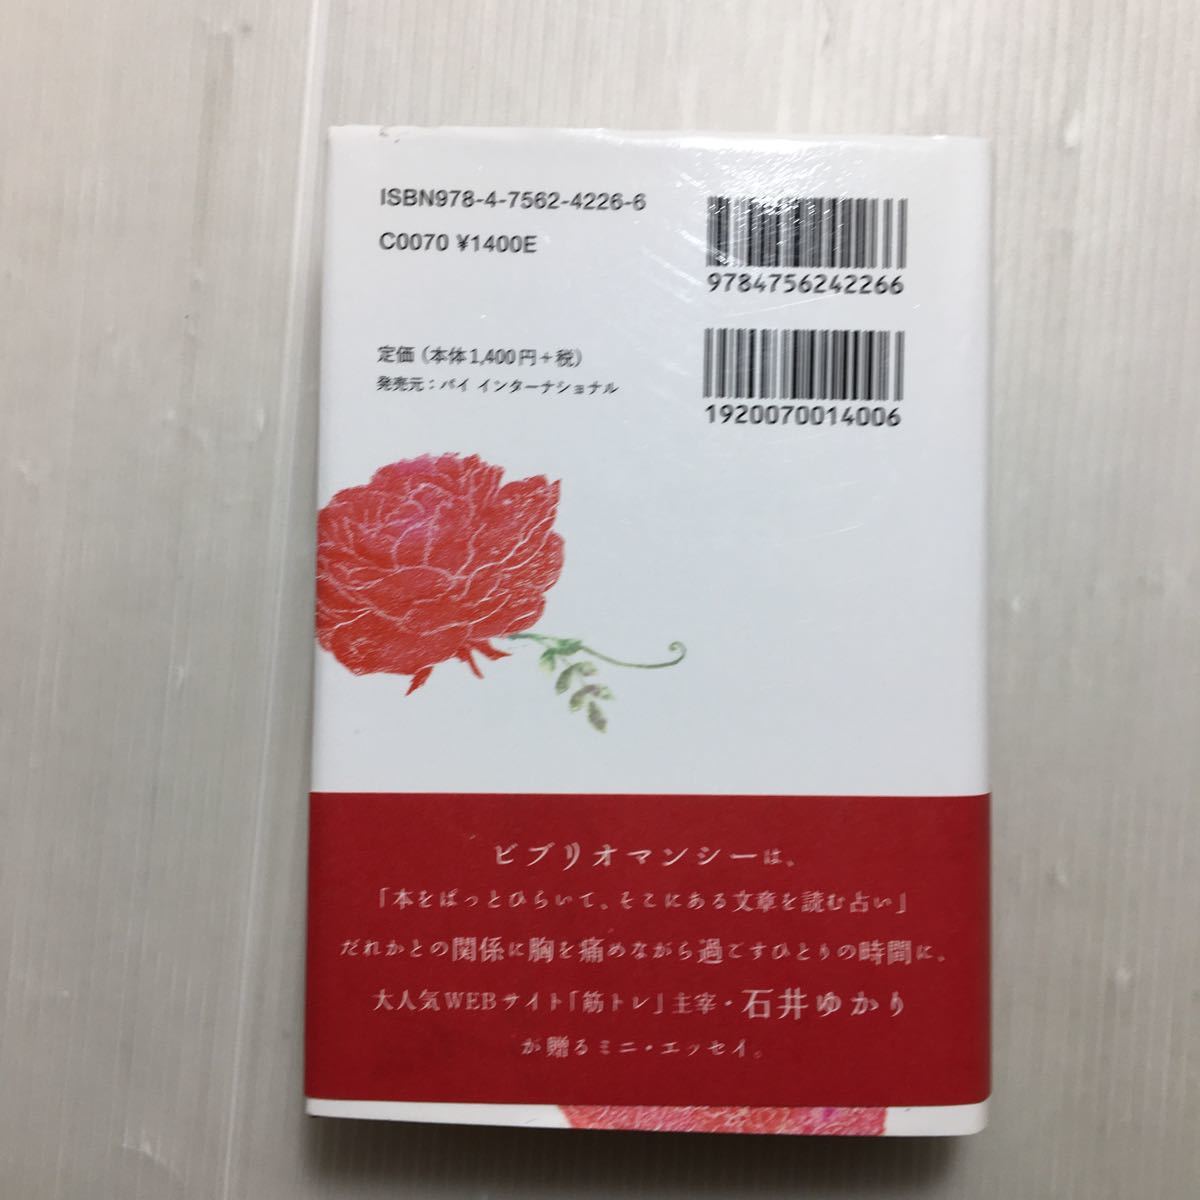 ISBN978-4-7562-4226-6
C0070 ¥1400E
9784756242266
定価（本体1,400円＋税）
発売元：パイ インターナショナル
1920070014006
ビブリオマンシーは、
「本をぱっとひらいて、そこにある文章を読む占い」
だれかとの関係に胸を痛めながら過ごすひとりの時間に、
大人気WEBサイト「筋トレ」主宰・石井ゆかり
が贈るミニ・エッセイ。